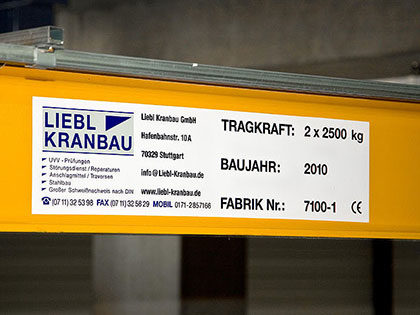 LIEBL
KRANBAU
UVV - Prüfungen
Störungsdienst / Reparaturen
Anschlagmittel / Traversen
Stahlbau
Großer Schweißnachweis nach DIN
☎ (07 11) 32 53 98 FAX (07 11) 32 56 29 MOBIL 0171-2857166
Liebl Kranbau GmbH
Hafenbahnstr. 10 A
70329 Stuttgart
info@Liebl-Kranbau.de
www.liebl-kranbau.de
TRAGKRAFT: 2 x 2500 kg
BAUJAHR: 2010
FABRIK Nr.: 7100-1 CE